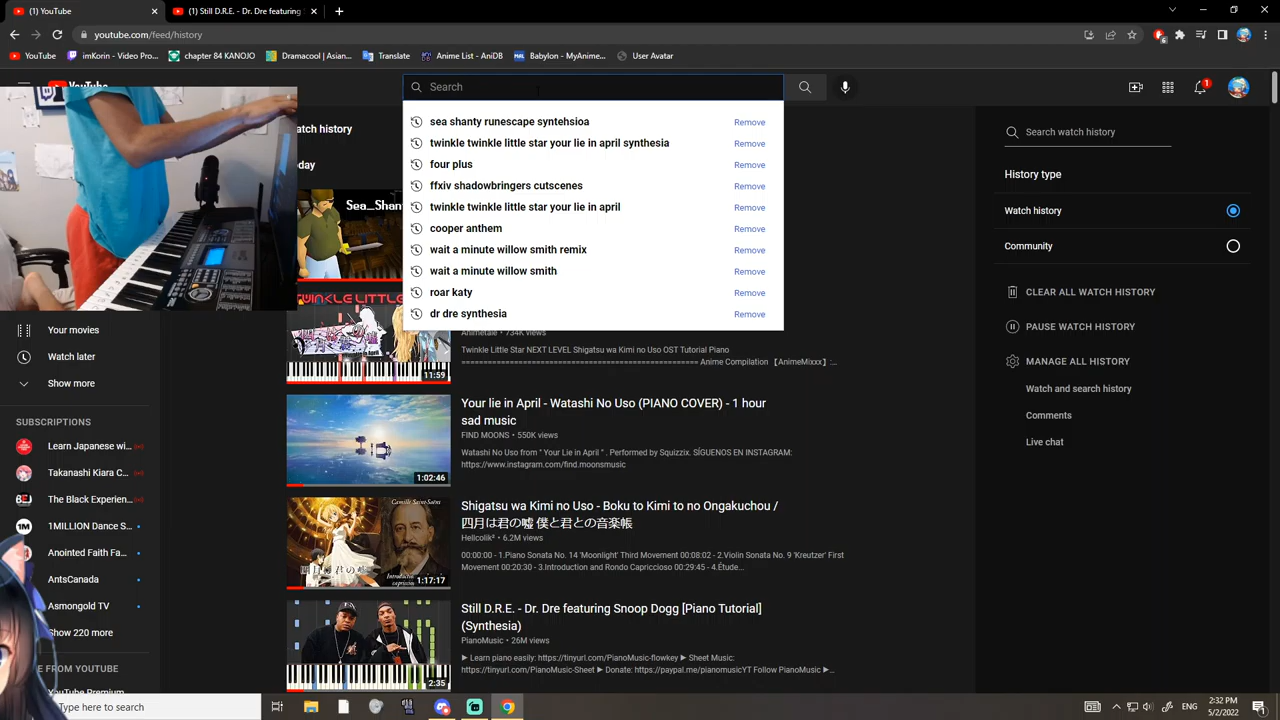 (1) YouTube
(1) Still D.R.E. - Dr. Dre featuring
youtube.com/feed/history
YouTube
imKorin - Video Pro...
chapter 84 KANOJO
Dramacool | Asian...
Translate
Anime List - AniDB
Babylon - MyAnime...
User Avatar
Search
sea shanty runescape syntehsioa
Remove
twinkle twinkle little star your lie in april synthesia
Remove
four plus
Remove
ffxiv shadowbringers cutscenes
Remove
twinkle twinkle little star your lie in april
Remove
cooper anthem
Remove
wait a minute willow smith remix
Remove
wait a minute willow smith
Remove
roar katy
Remove
dr dre synthesia
Remove
1
Search watch history
History type
Watch history
Community
CLEAR ALL WATCH HISTORY
PAUSE WATCH HISTORY
MANAGE ALL HISTORY
Watch and search history
Comments
Live chat
Your movies
Watch later
Show more
SUBSCRIPTIONS
Learn Japanese wi...
Takanashi Kiara C...
The Black Experien...
1M
1MILLION Dance S...
Anointed Faith Fa...
AntsCanada
Asmongold TV
Show 220 more
E FROM YOUTUBE
YouTube Premium
tch history
day
Sea_Shan
WINKLE LITTLE
11:59
Animetale • 734K views
Twinkle Little Star NEXT LEVEL Shigatsu wa Kimi no Uso OST Tutorial Piano
================================================== Anime Compilation 【AnimeMixxx】:...
Your lie in April - Watashi No Uso (PIANO COVER) - 1 hour
sad music
FIND MOONS • 550K views
Watashi No Uso from " Your Lie in April " . Performed by Squizzix. SÍGUENOS EN INSTAGRAM:
https://www.instagram.com/find.moonsmusic
1:02:46
Shigatsu wa Kimi no Uso - Boku to Kimi to no Ongakuchou /
四月は君の嘘 僕と君との音楽帳
Hellcolik² • 6.2M views
00:00:00 - 1.Piano Sonata No. 14 'Moonlight' Third Movement 00:08:02 - 2.Violin Sonata No. 9 'Kreutzer' First
Movement 00:20:30 - 3.Introduction and Rondo Capriccioso 00:29:45 - 4.Étude...
Camille Saint-Saëns
1:17:17
Still D.R.E. - Dr. Dre featuring Snoop Dogg [Piano Tutorial]
(Synthesia)
PianoMusic • 26M views
► Learn piano easily: https://tinyurl.com/PianoMusic-flowkey ► Sheet Music:
https://tinyurl.com/PianoMusic-Sheet ► Donate: https://paypal.me/pianomusicYT Follow PianoMusic ►...
2:35
Type here to search
ENG
2:32 PM
5/2/2022